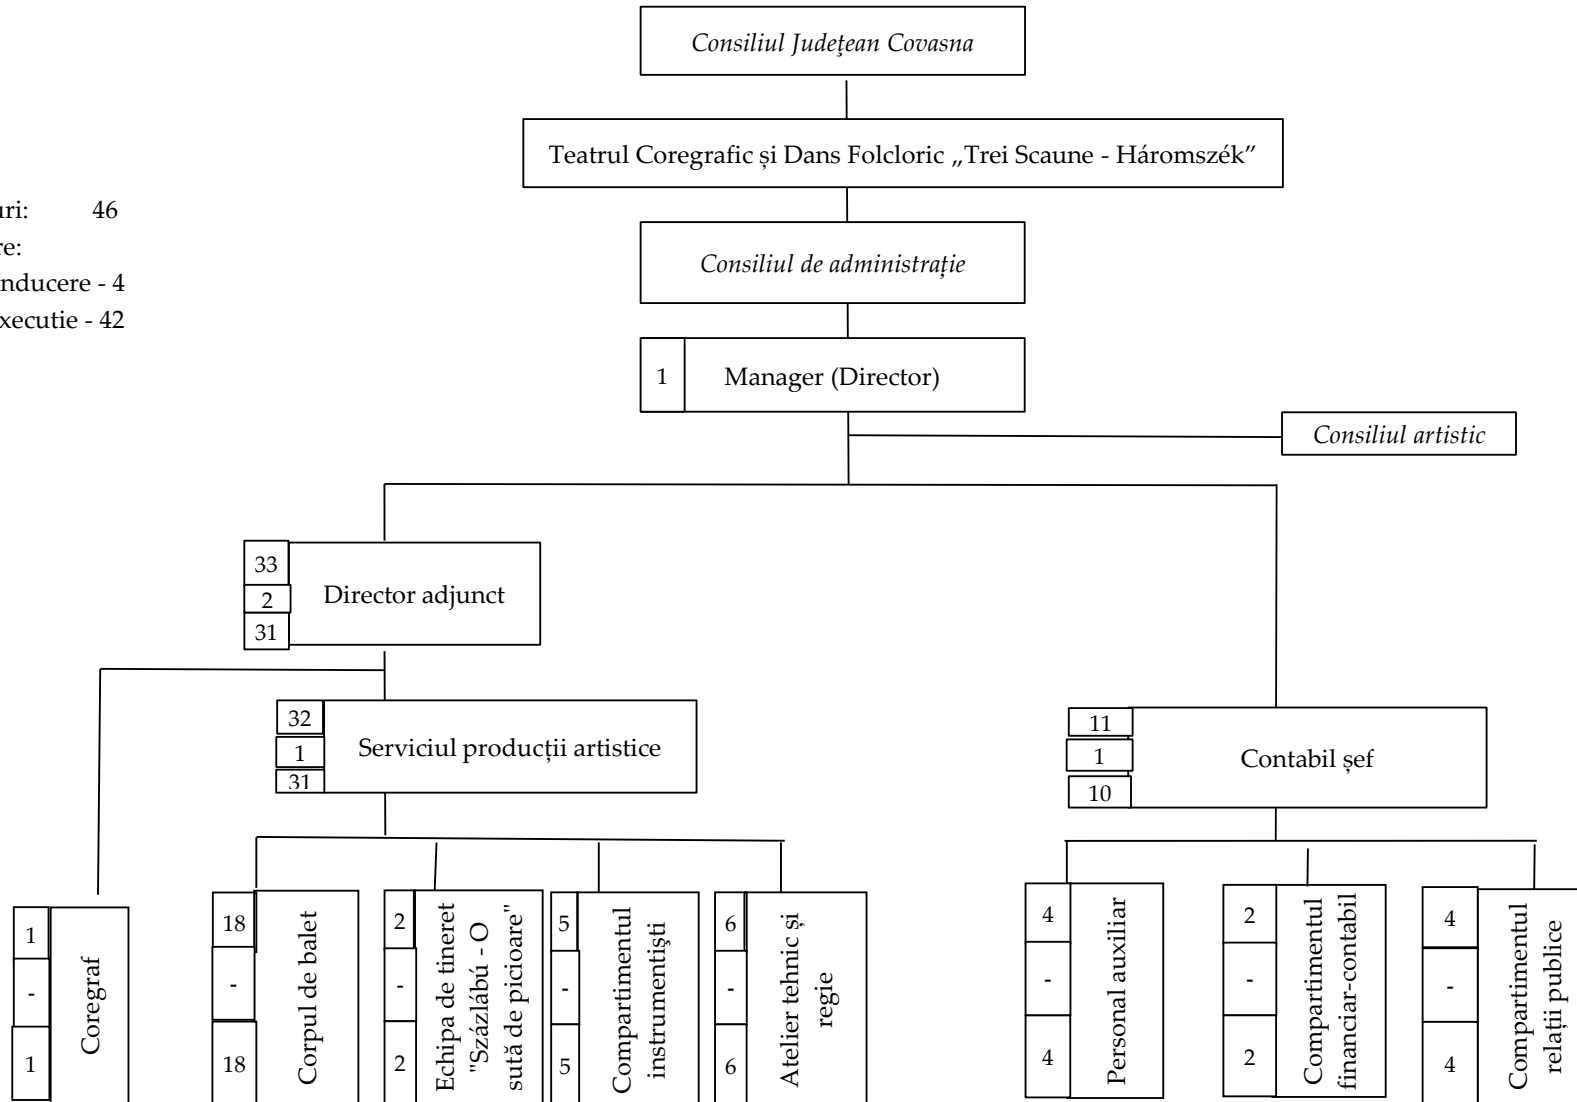 Consiliul Judeţean Covasna
Teatrul Coregrafic și Dans Folcloric „Trei Scaune - Háromszék”
uri: 46
re:
nducere - 4
xecutie - 42
Consiliul de administrație
1
Manager (Director)
Consiliul artistic
33
2
31
Director adjunct
32
1
31
Serviciul producții artistice
11
1
10
Contabil șef
1
-
1
Coregraf
18
-
18
Corpul de balet
2
-
2
Echipa de tineret
"Százlábú - O
sută de picioare"
5
-
5
Compartimentul
instrumentişti
6
-
6
Atelier tehnic și
regie
4
-
4
Personal auxiliar
2
-
2
Compartimentul
financiar-contabil
4
-
4
Compartimentul
relații publice